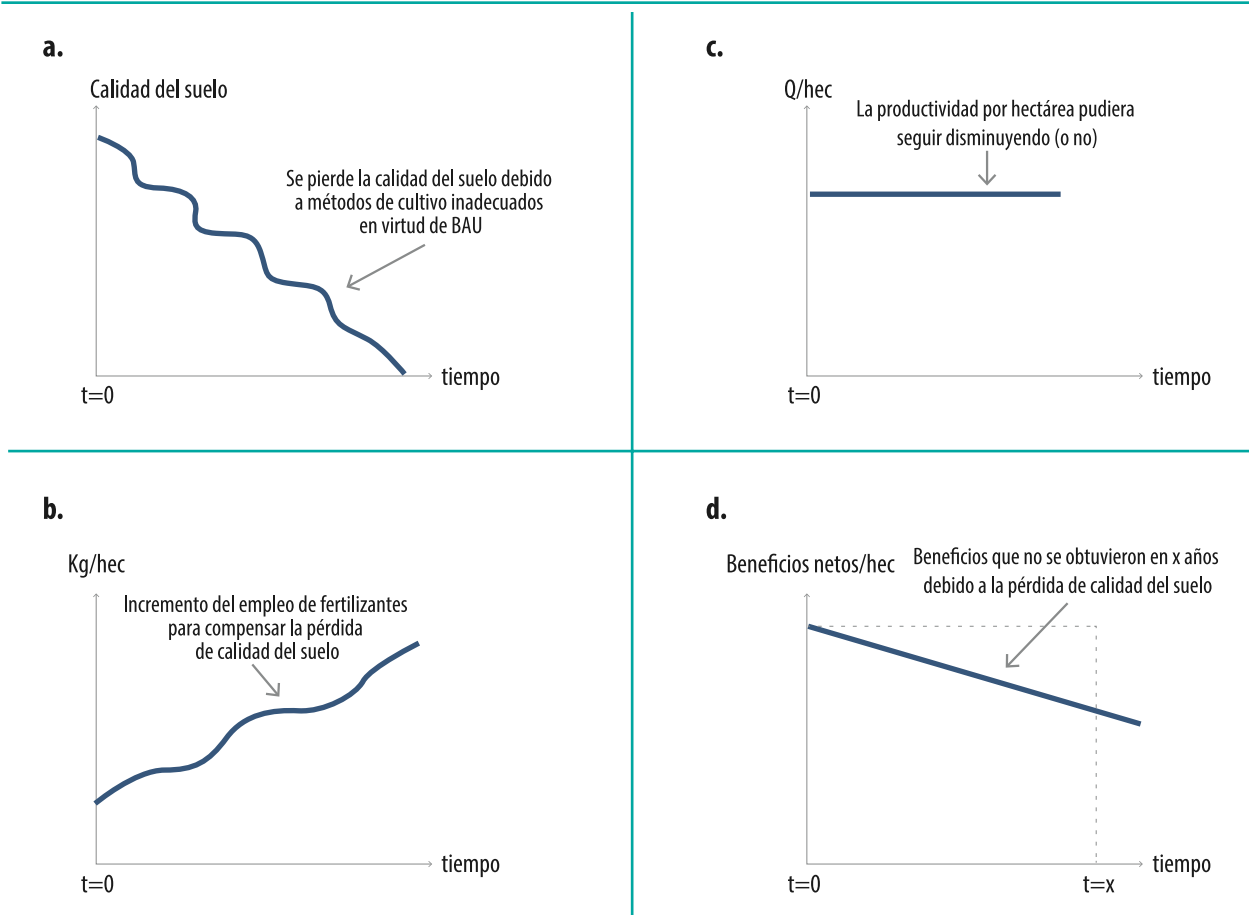 a.
Calidad del suelo
Se pierde la calidad del suelo debido
a métodos de cultivo inadecuados
en virtud de BAU
tiempo
t=0
c.
Q/hec
La productividad por hectárea pudiera
seguir disminuyendo (o no)
tiempo
t=0
b.
Kg/hec
Incremento del empleo de fertilizantes
para compensar la pérdida
de calidad del suelo
tiempo
t=0
d.
Beneficios netos/hec
Beneficios que no se obtuvieron en x años
debido a la pérdida de calidad del suelo
tiempo
t=0
t=x